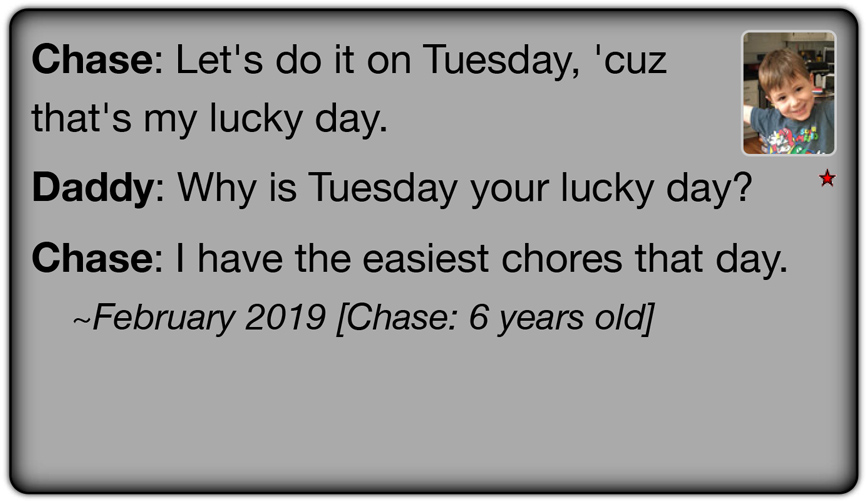 Chase: Let's do it on Tuesday, 'cuz
that's my lucky day.
Daddy: Why is Tuesday your lucky day?
Chase: I have the easiest chores that day.
~February 2019 [Chase: 6 years old]